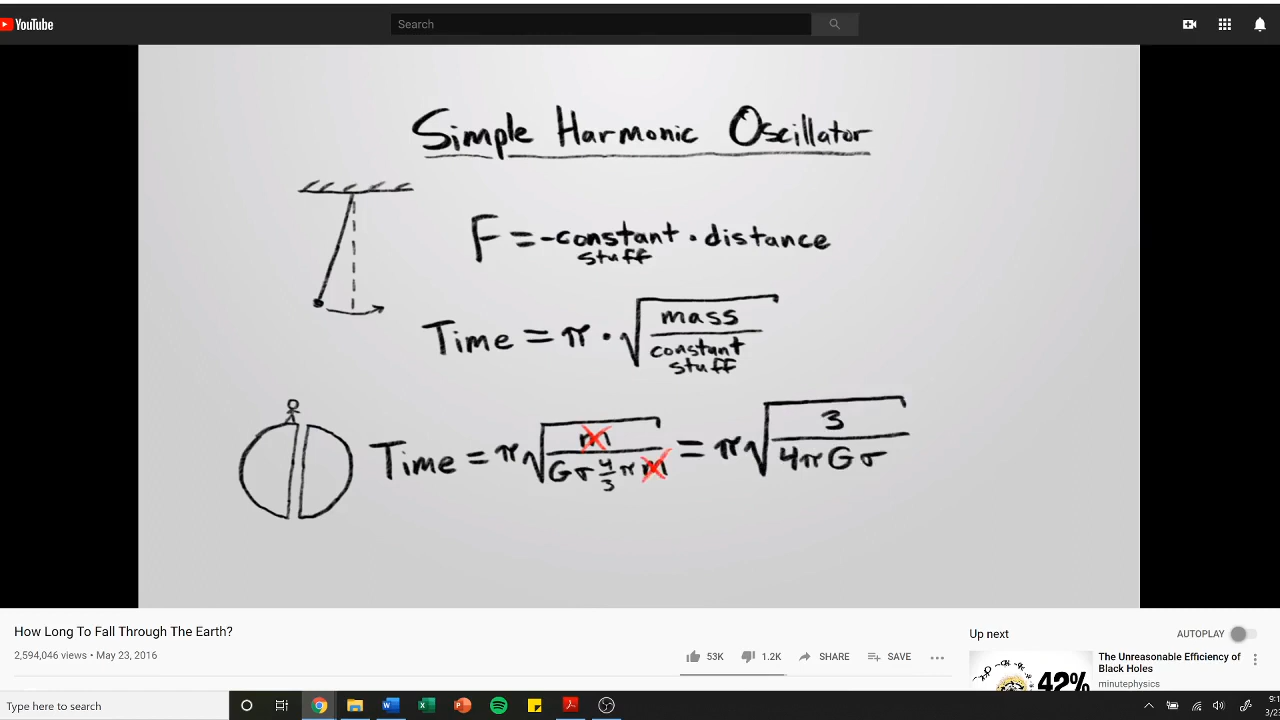 YouTube
Search
Simple Harmonic Oscillator
F = -constant stuff · distance
Time = π · √(mass / constant stuff)
Time = π √(m / Gσ 4/3 π m) = π √(3 / 4πGσ)
How Long To Fall Through The Earth?
2,594,046 views • May 23, 2016
53K
1.2K
SHARE
SAVE
Up next
AUTOPLAY
The Unreasonable Efficiency of
Black Holes
minutephysics
42%
Type here to search